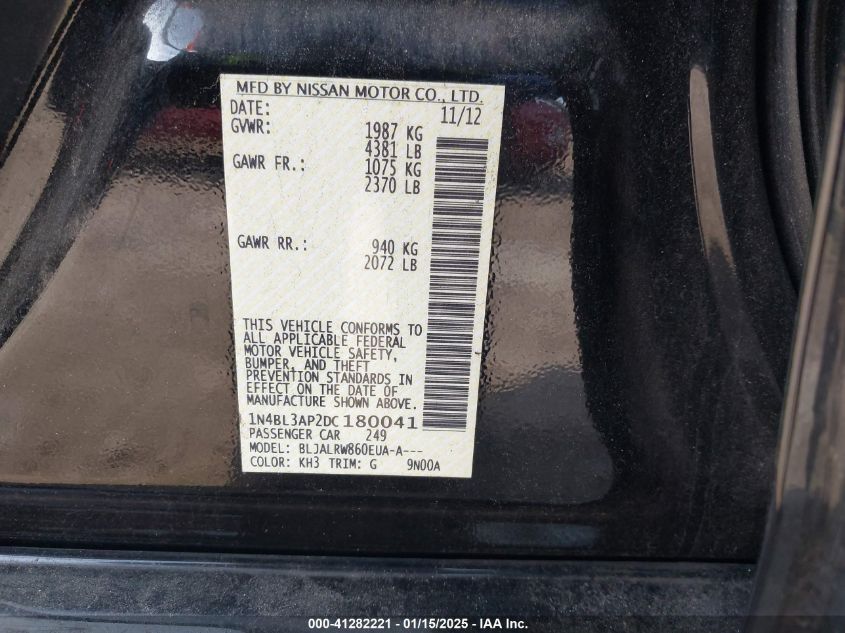 MFD BY NISSAN MOTOR CO., LTD.
DATE: 11/12
GVWR: 1987 KG
4381 LB
GAWR FR.: 1075 KG
2370 LB
GAWR RR.: 940 KG
2072 LB
THIS VEHICLE CONFORMS TO
ALL APPLICABLE FEDERAL
MOTOR VEHICLE SAFETY,
BUMPER, AND THEFT
PREVENTION STANDARDS IN
EFFECT ON THE DATE OF
MANUFACTURE SHOWN ABOVE.
1N4BL3AP2DC180041
PASSENGER CAR 249
MODEL: BLJALRW860EUA-A---
COLOR: KH3 TRIM: G 9N00A
000-41282221 - 01/15/2025 - IAA Inc.